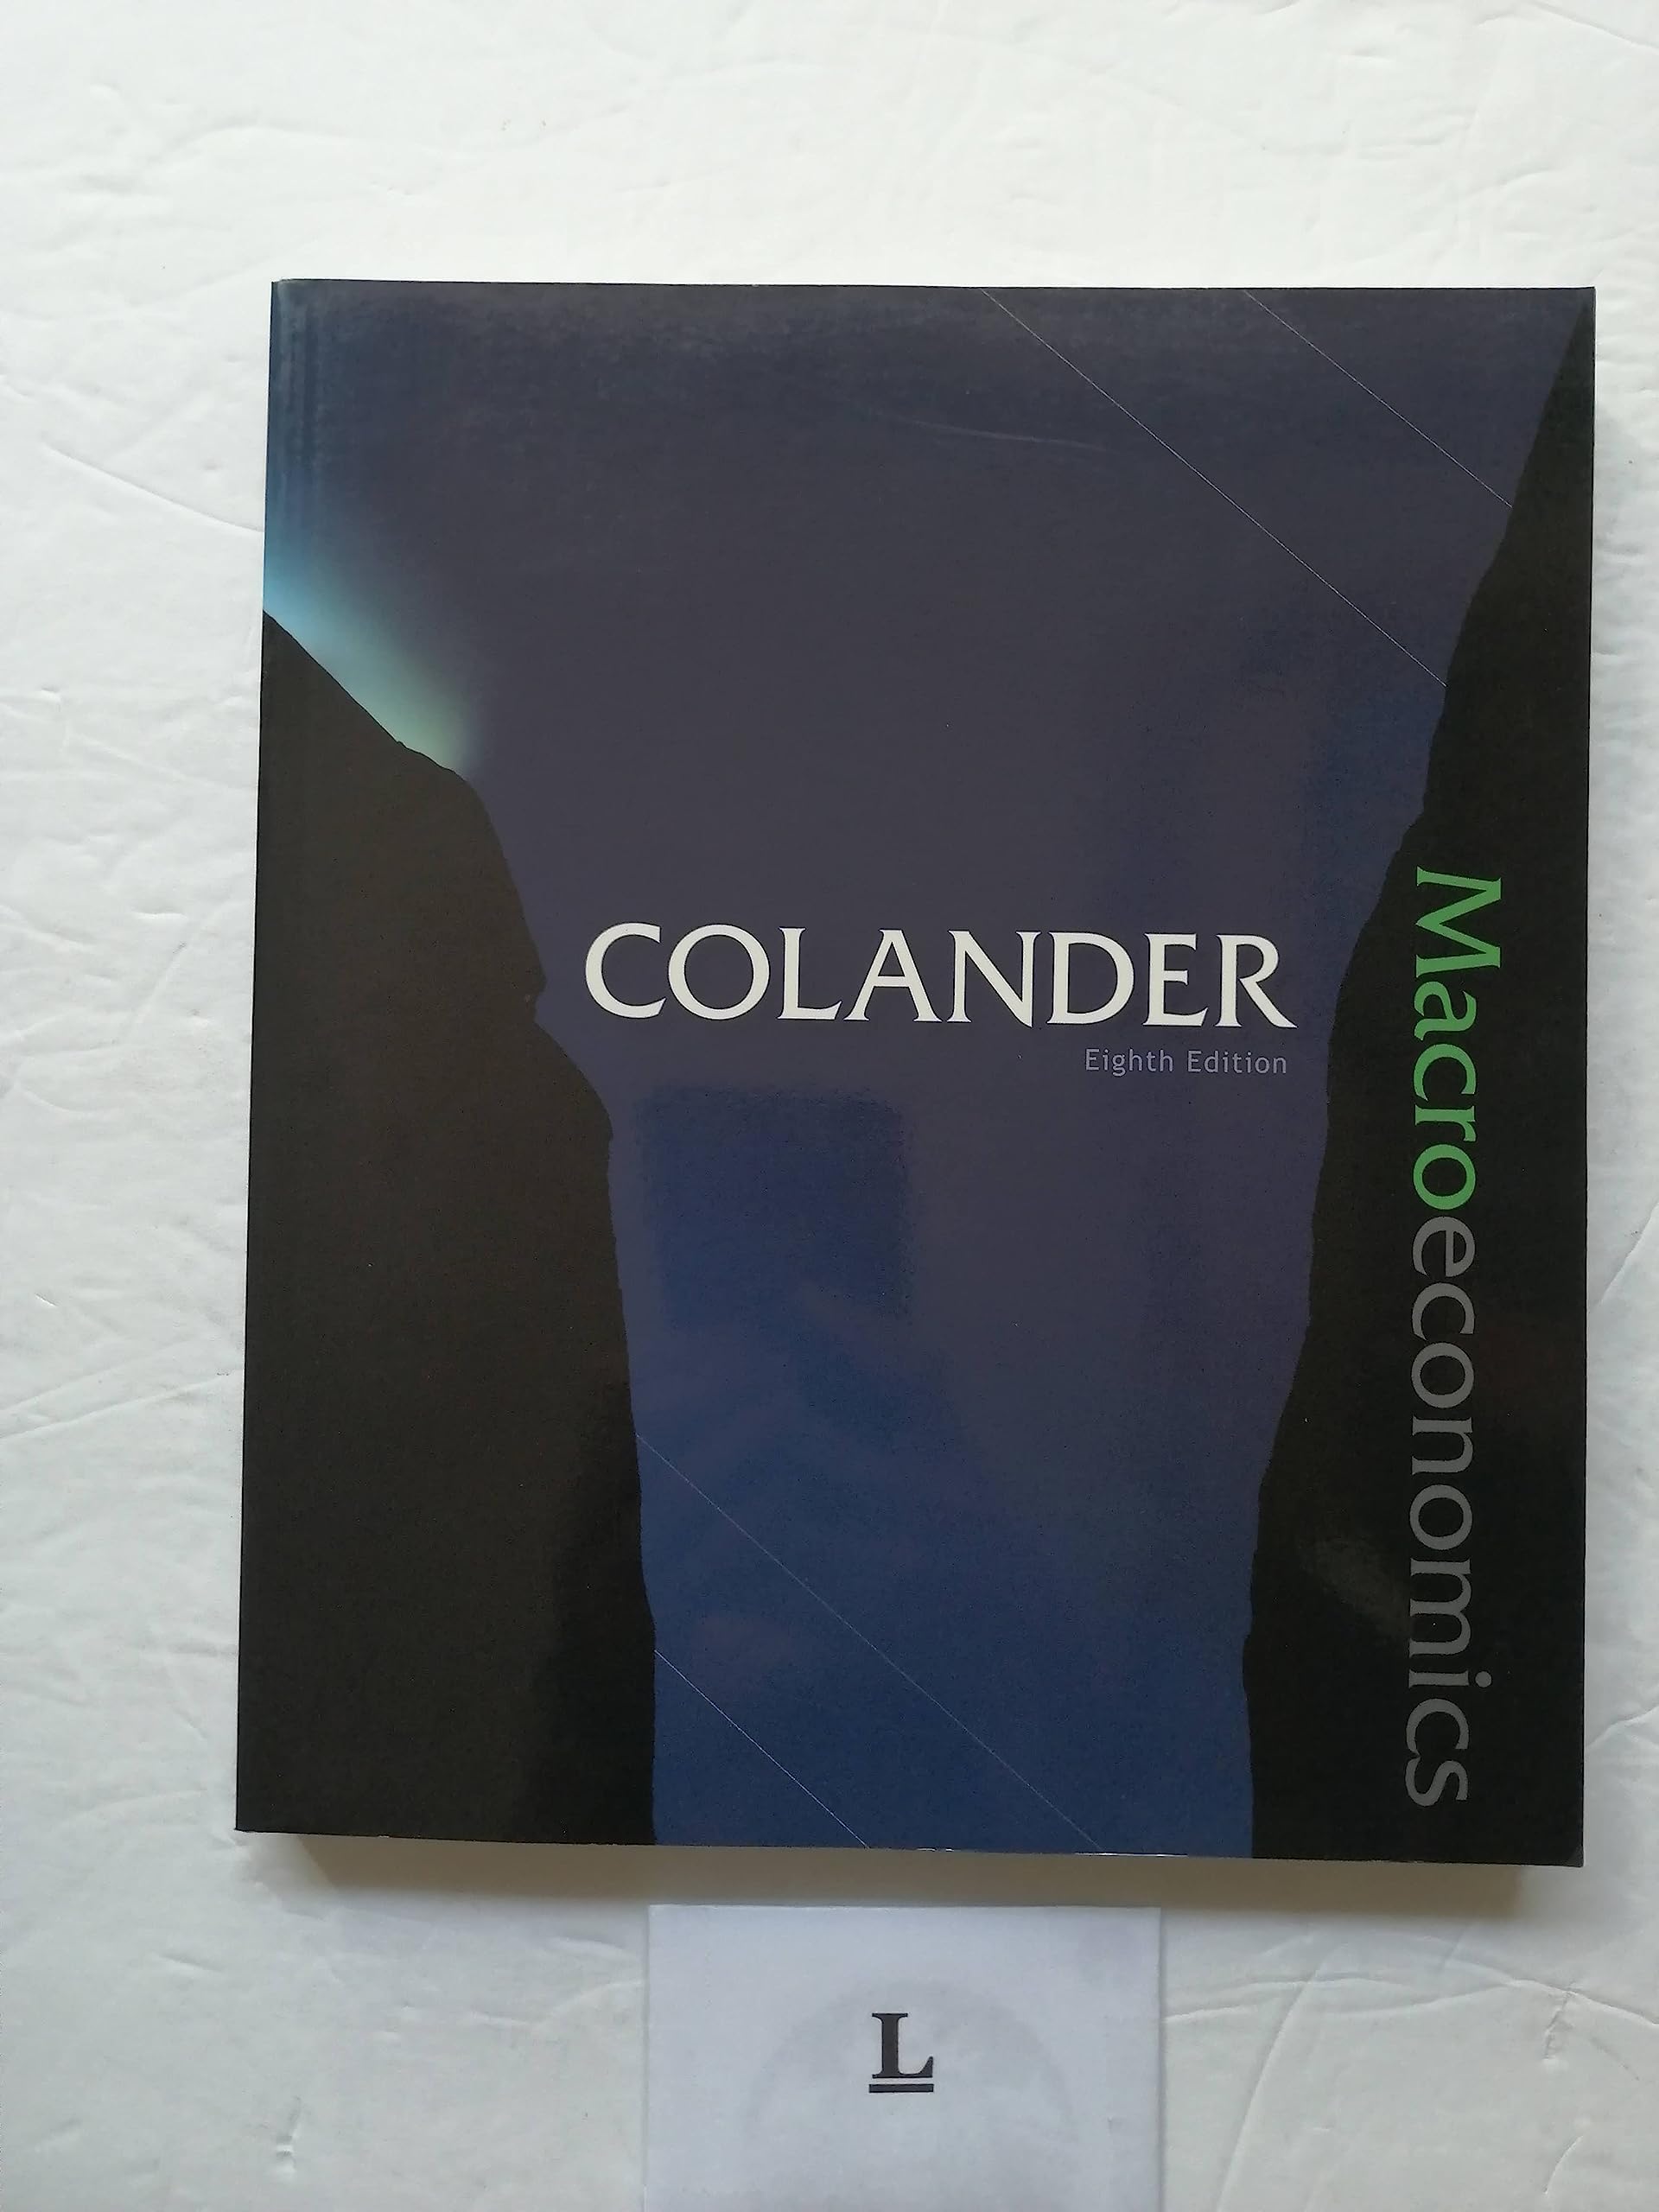 COLANDER
Eighth Edition
Macroeconomics
L